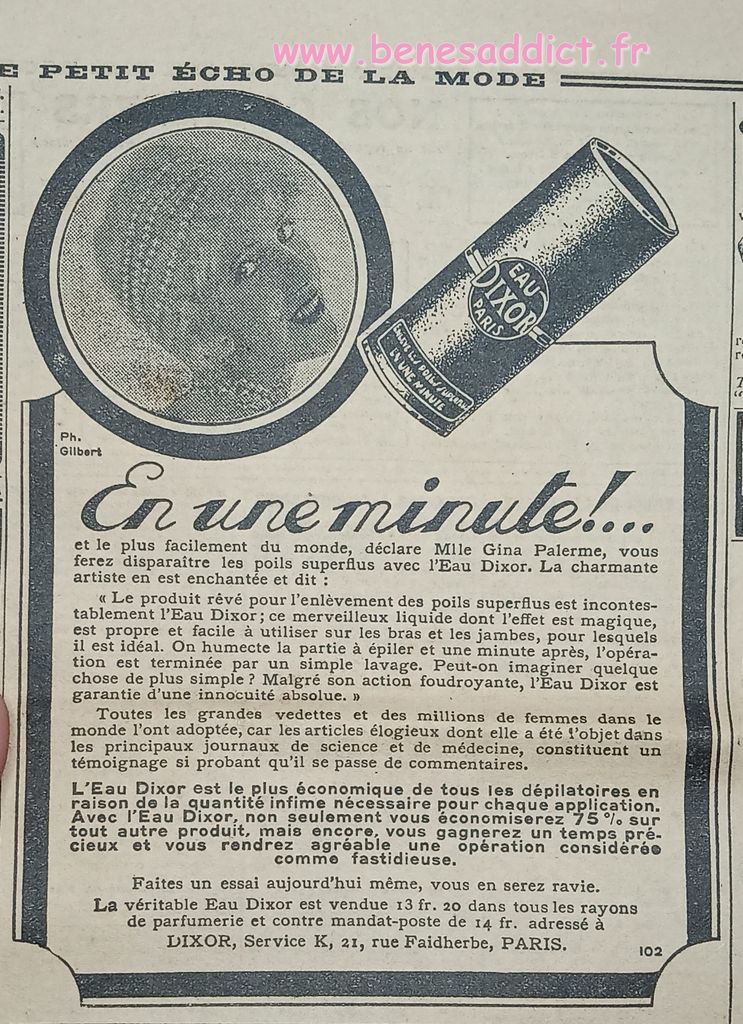 www.benesaddict.fr
E PETIT ÉCHO DE LA MODE
EAU
DIXOR
PARIS
EN UNE MINUTE
Ph.
Gilbert
En une minute!...
et le plus facilement du monde, déclare Mlle Gina Palerme, vous
ferez disparaître les poils superflus avec l'Eau Dixor. La charmante
artiste en est enchantée et dit :
« Le produit rêvé pour l'enlèvement des poils superflus est incontes-
tablement l'Eau Dixor; ce merveilleux liquide dont l'effet est magique,
est propre et facile à utiliser sur les bras et les jambes, pour lesquels
il est idéal. On humecte la partie à épiler et une minute après, l'opéra-
tion est terminée par un simple lavage. Peut-on imaginer quelque
chose de plus simple ? Malgré son action foudroyante, l'Eau Dixor est
garantie d'une innocuité absolue. »
Toutes les grandes vedettes et des millions de femmes dans le
monde l'ont adoptée, car les articles élogieux dont elle a été l'objet dans
les principaux journaux de science et de médecine, constituent un
témoignage si probant qu'il se passe de commentaires.
L'Eau Dixor est le plus économique de tous les dépilatoires en
raison de la quantité infime nécessaire pour chaque application.
Avec l'Eau Dixor, non seulement vous économiserez 75 % sur
tout autre produit, mais encore, vous gagnerez un temps pré-
cieux et vous rendrez agréable une opération considérée
comme fastidieuse.
Faites un essai aujourd'hui même, vous en serez ravie.
La véritable Eau Dixor est vendue 13 fr. 20 dans tous les rayons
de parfumerie et contre mandat-poste de 14 fr. adressé à
DIXOR, Service K, 21, rue Faidherbe, PARIS.
102